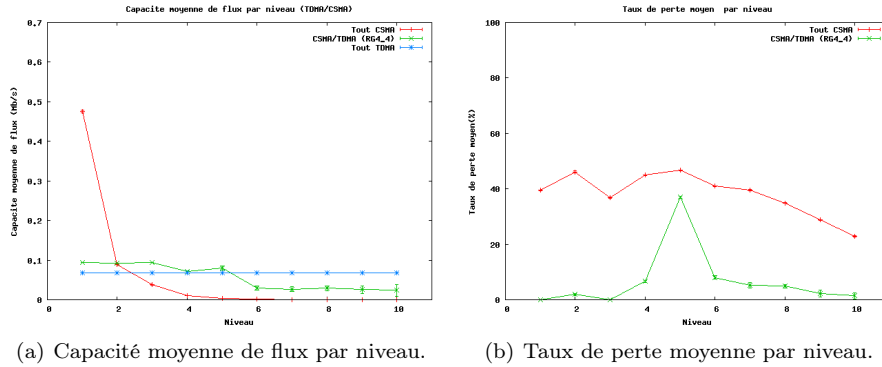 Capacite moyenne de flux par niveau (TDMA/CSMA)
Tout CSMA
CSMA/TDMA (RG4_4)
Tout TDMA
Capacite moyenne de flux (Mb/s)
0,7
0,6
0,5
0,4
0,3
0,2
0,1
0
0 2 4 6 8 10
Niveau
(a) Capacité moyenne de flux par niveau.
Taux de perte moyen par niveau
Tout CSMA
CSMA/TDMA (RG4_4)
Taux de perte moyen(%)
100
80
60
40
20
0
0 2 4 6 8 10
Niveau
(b) Taux de perte moyenne par niveau.